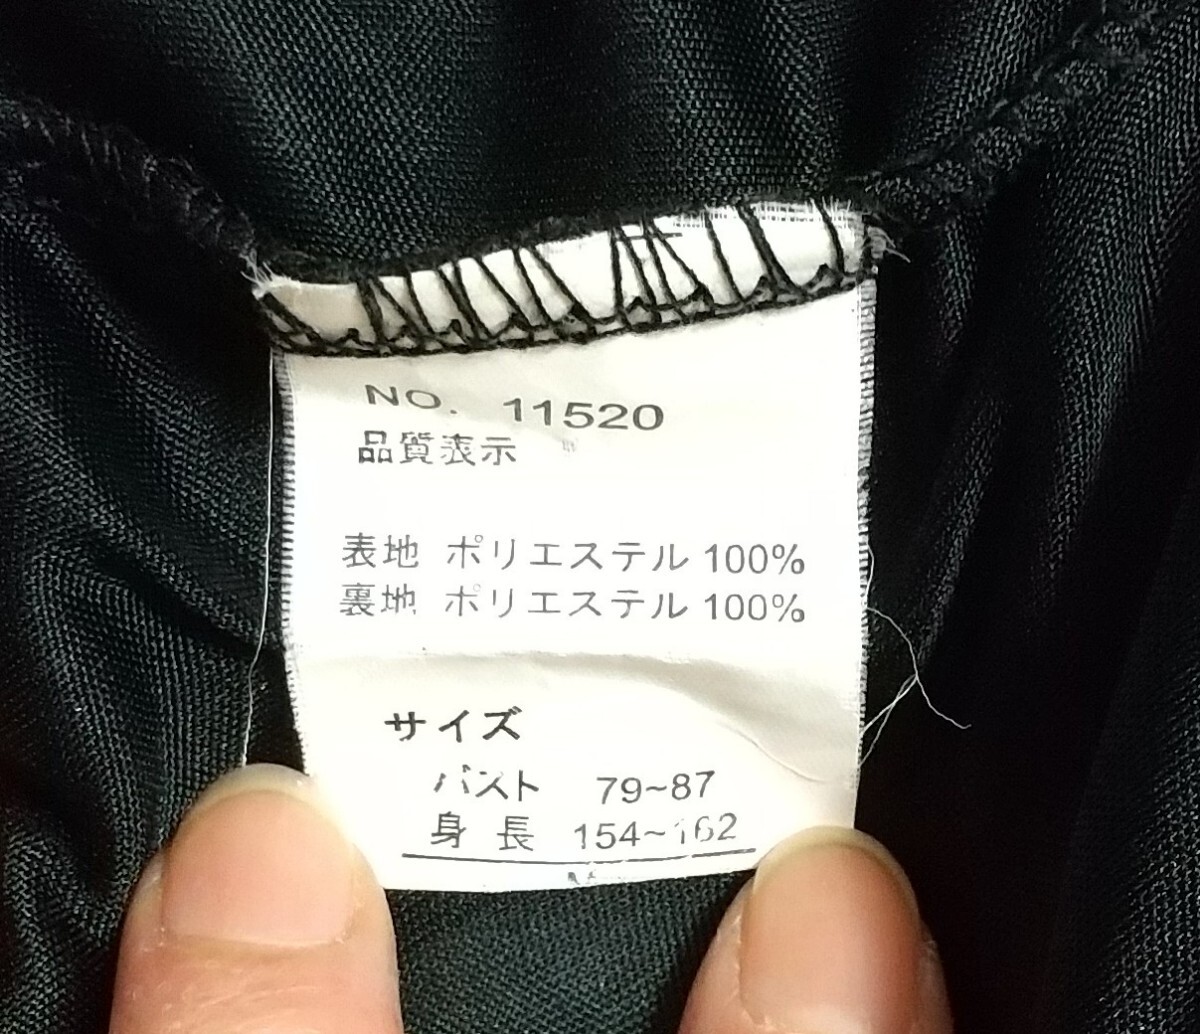 NO. 11520
品質表示
表地 ポリエステル 100%
裏地 ポリエステル 100%
サイズ
バスト 79~87
身長 154~162